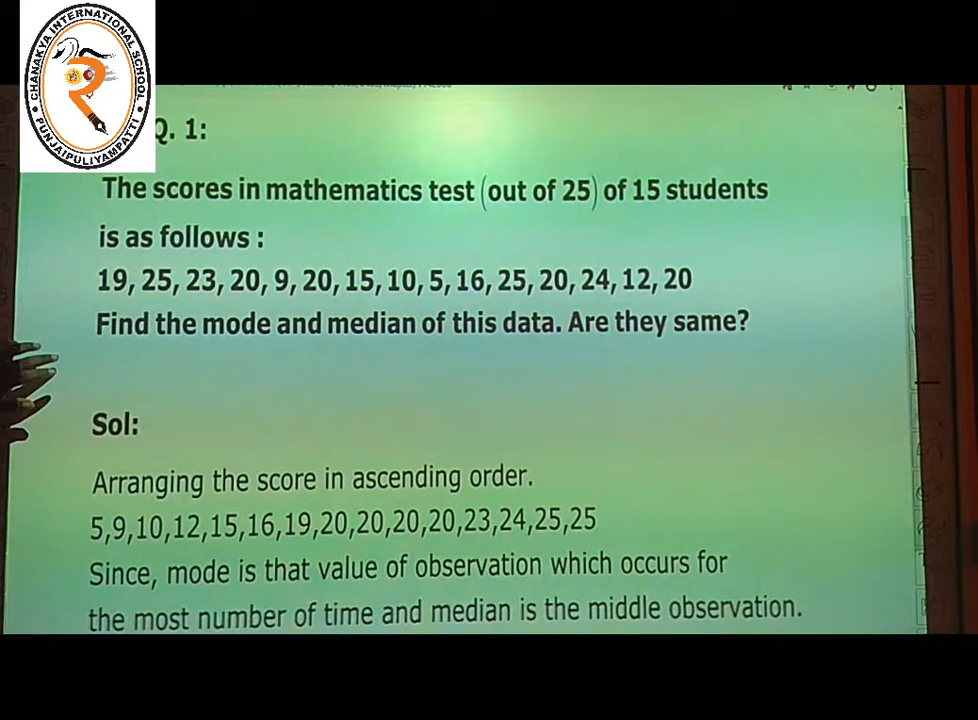 CHANAKYA INTERNATIONAL SCHOOL
PUNJAIPULIYAMPATTI
Q. 1:
The scores in mathematics test (out of 25) of 15 students
is as follows :
19, 25, 23, 20, 9, 20, 15, 10, 5, 16, 25, 20, 24, 12, 20
Find the mode and median of this data. Are they same?
Sol:
Arranging the score in ascending order.
5,9,10,12,15,16,19,20,20,20,20,23,24,25,25
Since, mode is that value of observation which occurs for
the most number of time and median is the middle observation.